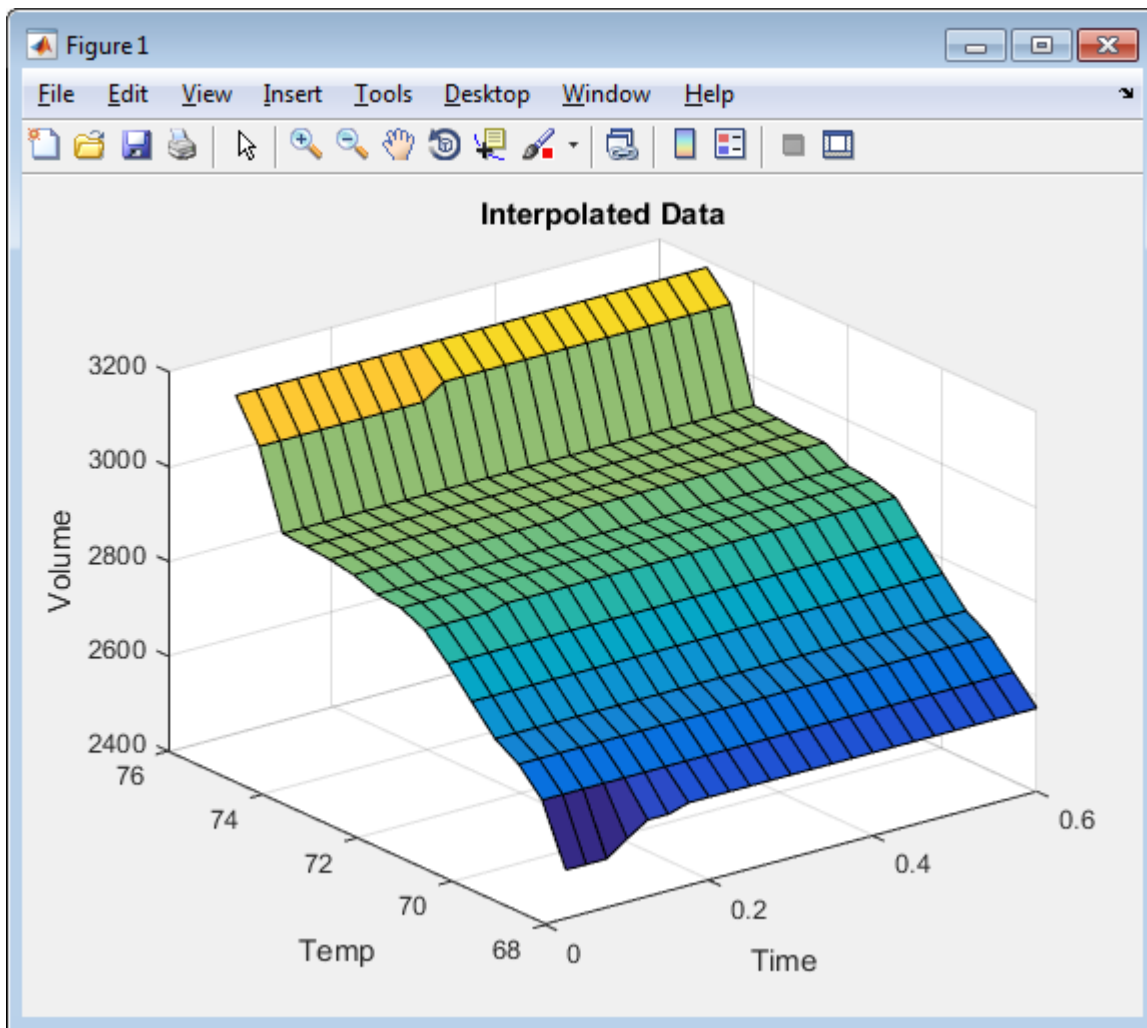 Figure 1
File Edit View Insert Tools Desktop Window Help
Interpolated Data
3200
3000
2800
2600
2400
Volume
76
74
72
70
68
Temp
0
0.2
0.4
0.6
Time